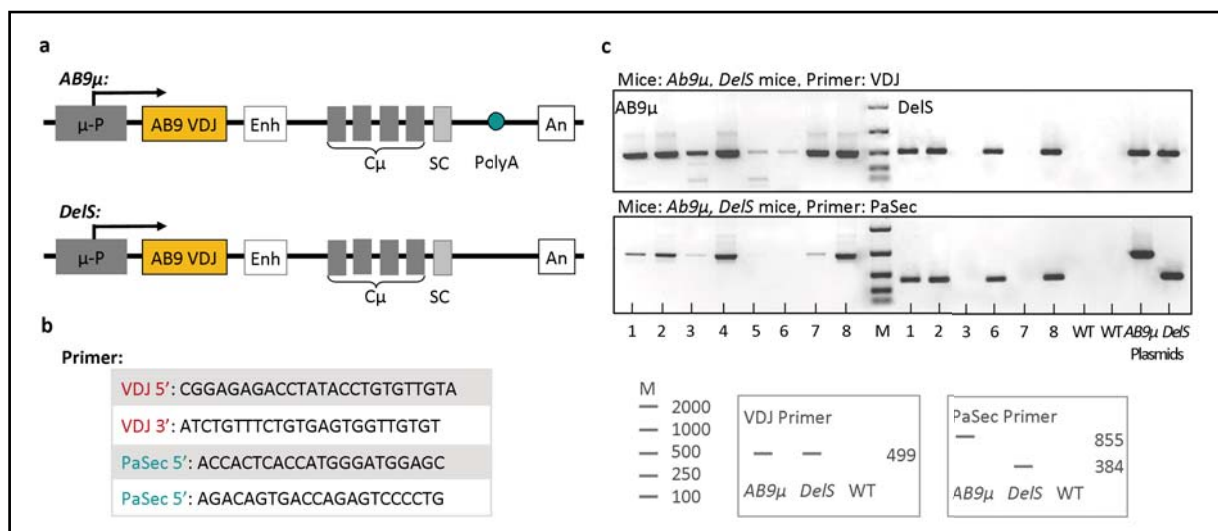 a
AB9μ:
μ-P AB9 VDJ Enh An
Cμ SC PolyA
DelS:
μ-P AB9 VDJ Enh An
Cμ SC
b
Primer:
VDJ 5′: CGGAGAGACCTATACCTGTGTTGTA
VDJ 3′: ATCTGTTTCTGTGAGTGGTTGTGT
PaSec 5′: ACCACTCACCATGGGATGGAGC
PaSec 5′: AGACAGTGACCAGAGTCCCCTG
c
Mice: Ab9μ, DelS mice, Primer: VDJ
AB9μ DelS
Mice: Ab9μ, DelS mice, Primer: PaSec
1 2 3 4 5 6 7 8 M 1 2 3 6 7 8 WT WT AB9μ DelS
Plasmids
M
2000
1000
500
250
100
VDJ Primer
499
AB9μ DelS WT
PaSec Primer
855
384
AB9μ DelS WT